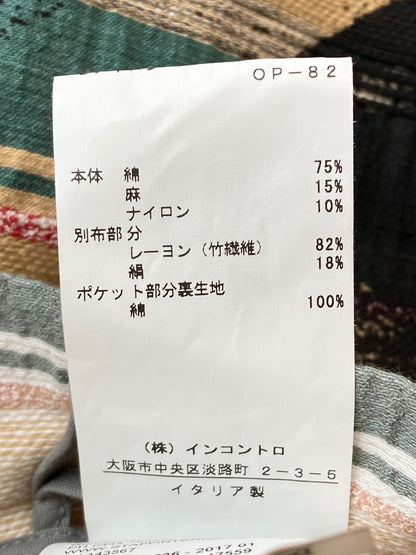 OP-82
本体 綿 75%
麻 15%
ナイロン 10%
別布部分
レーヨン（竹繊維） 82%
絹 18%
ポケット部分裏生地
綿 100%
（株）インコントロ
大阪市中央区淡路町 2-3-5
イタリア製
2017 01